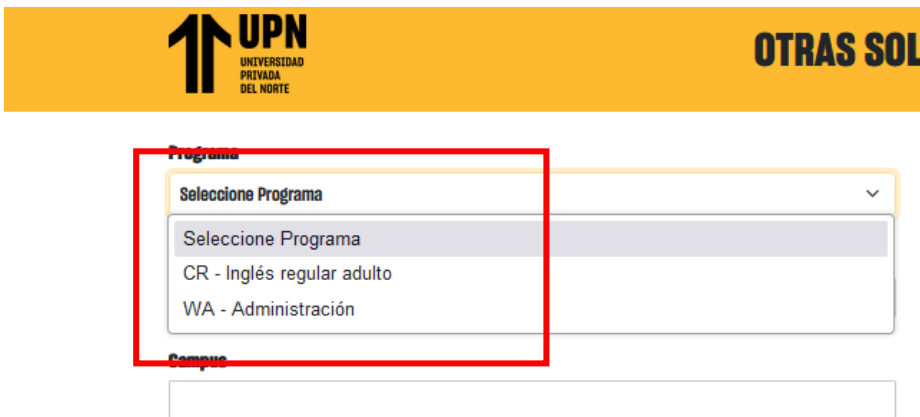 UPN
UNIVERSIDAD
PRIVADA
DEL NORTE
OTRAS SOL
Programa
Seleccione Programa
Seleccione Programa
CR - Inglés regular adulto
WA - Administración
Campus